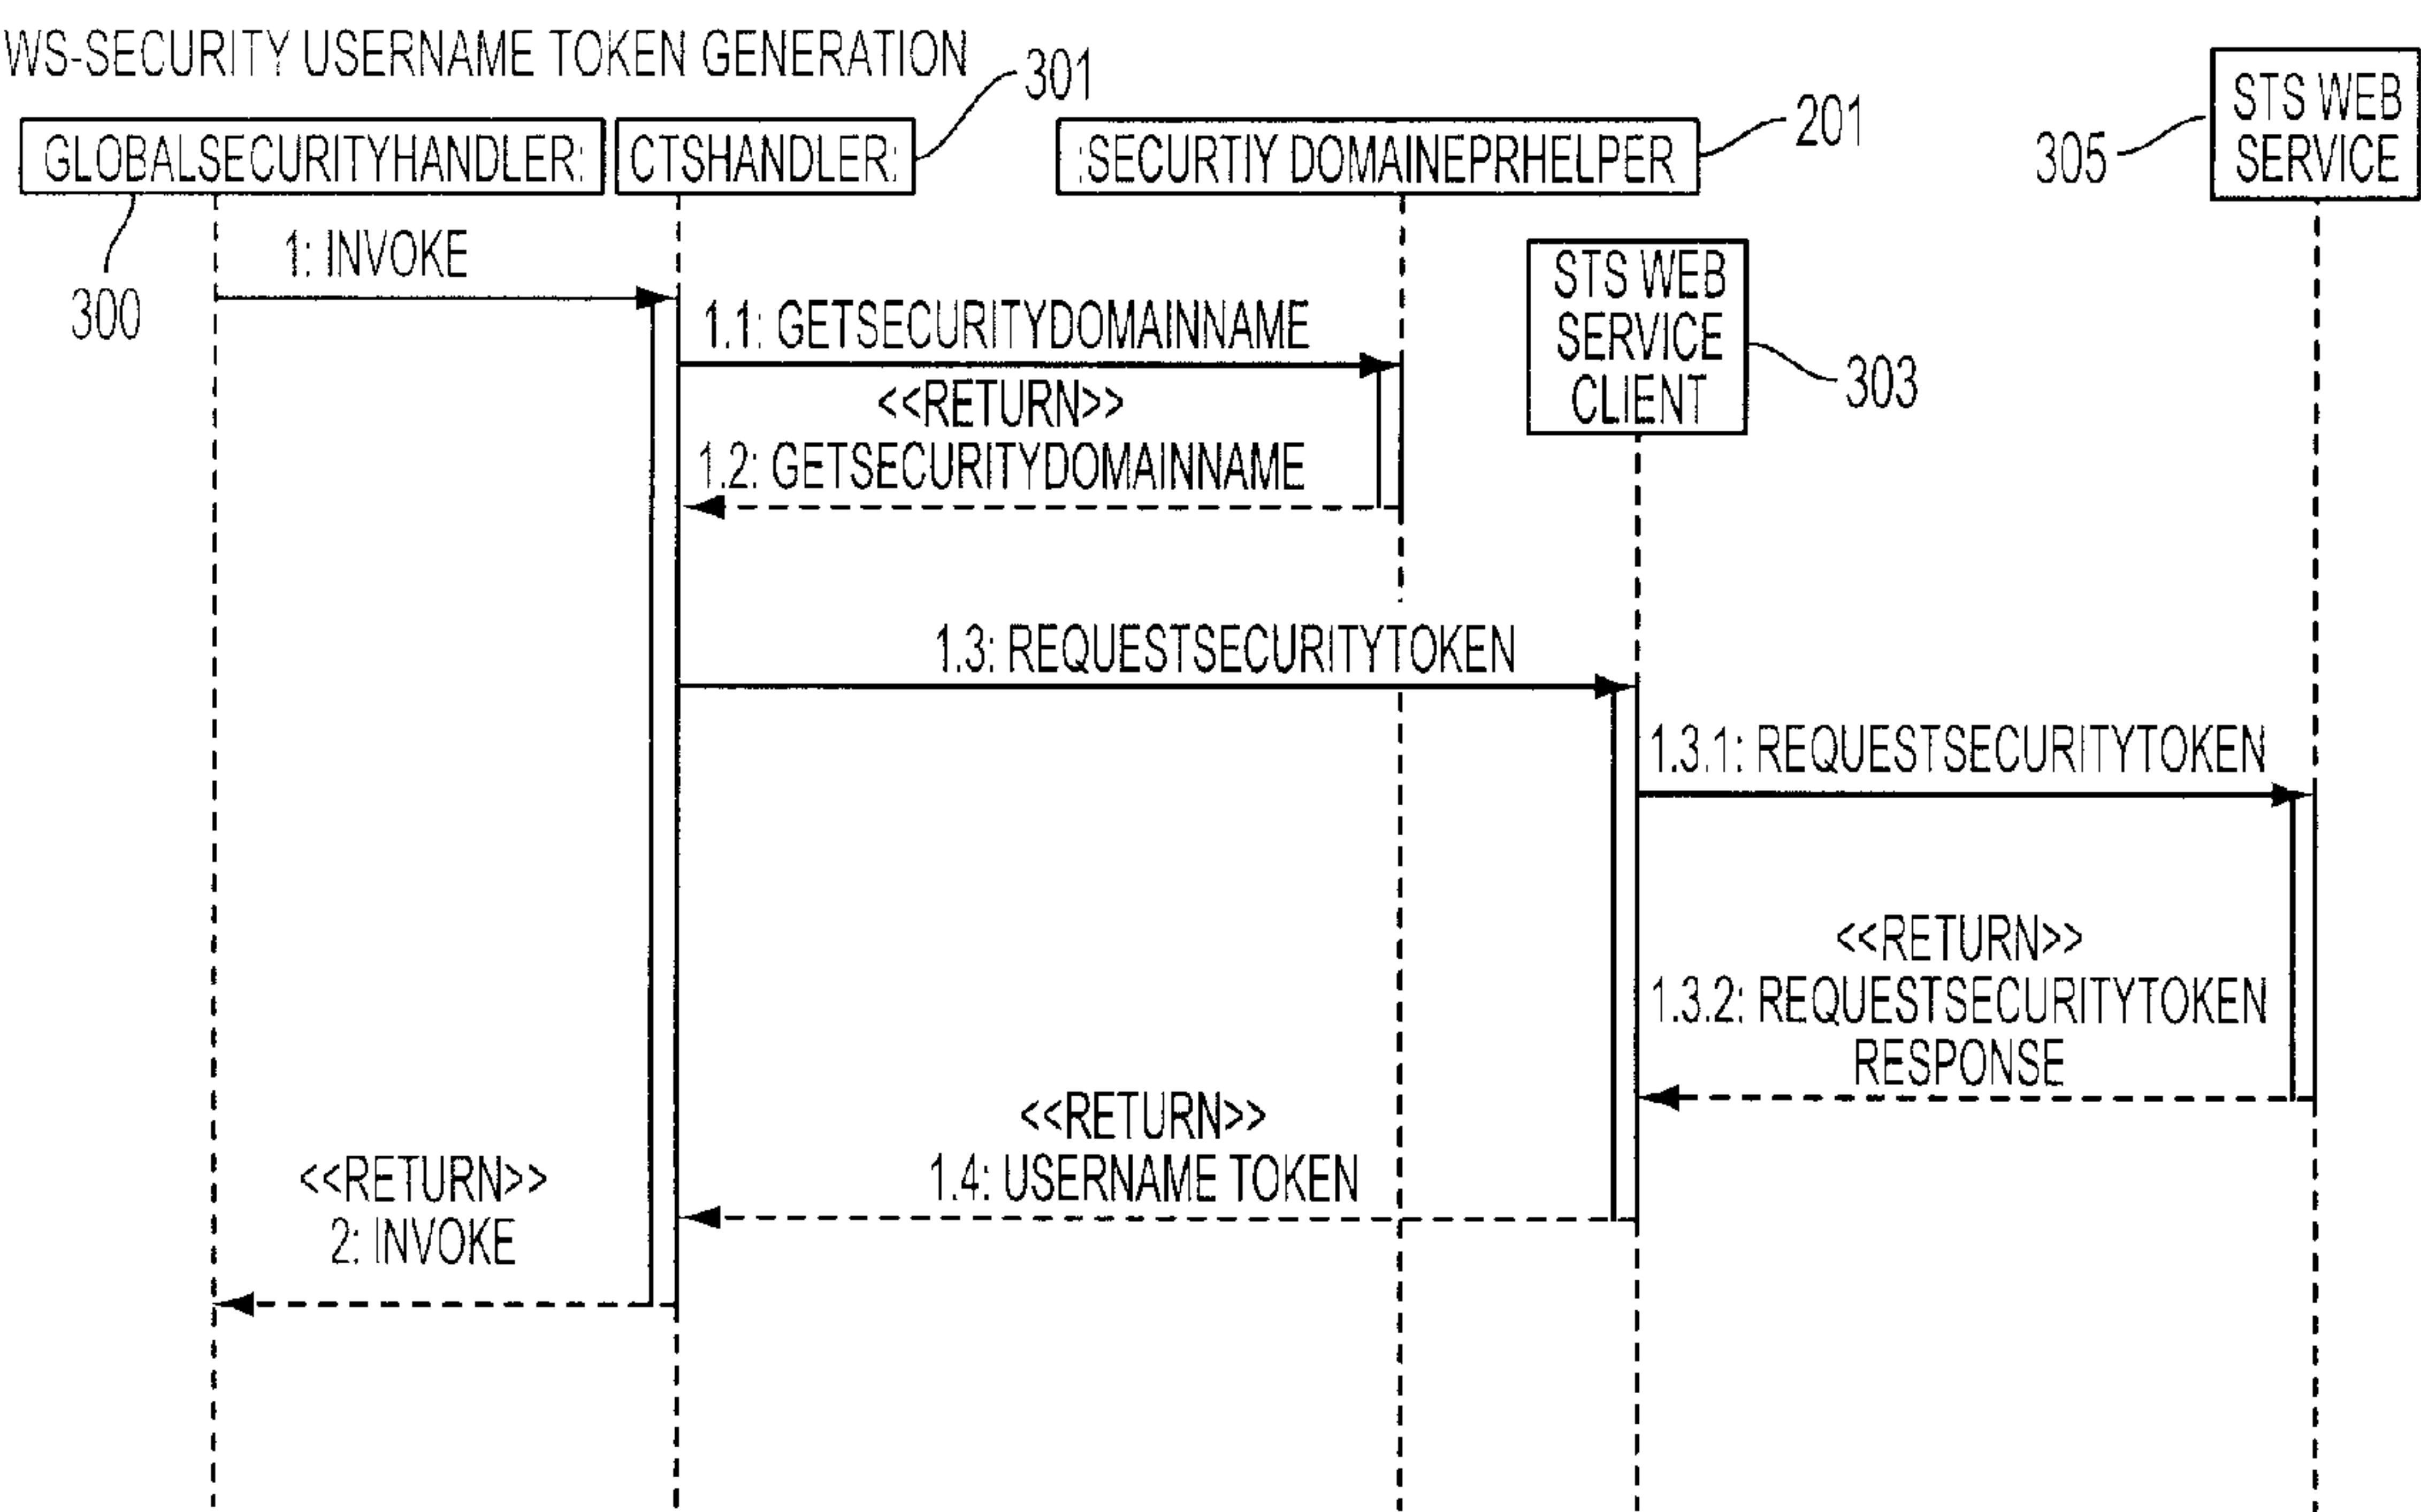 WS-SECURITY USERNAME TOKEN GENERATION
301
GLOBALSECURITYHANDLER:
CTSHANDLER:
:SECURTIY DOMAINEPRHELPER
201
305
STS WEB
SERVICE
300
1: INVOKE
STS WEB
SERVICE
CLIENT
303
1.1: GETSECURITYDOMAINNAME
<<RETURN>>
1.2: GETSECURITYDOMAINNAME
1.3: REQUESTSECURITYTOKEN
1.3.1: REQUESTSECURITYTOKEN
<<RETURN>>
1.3.2: REQUESTSECURITYTOKEN
RESPONSE
<<RETURN>>
1.4: USERNAME TOKEN
<<RETURN>>
2: INVOKE